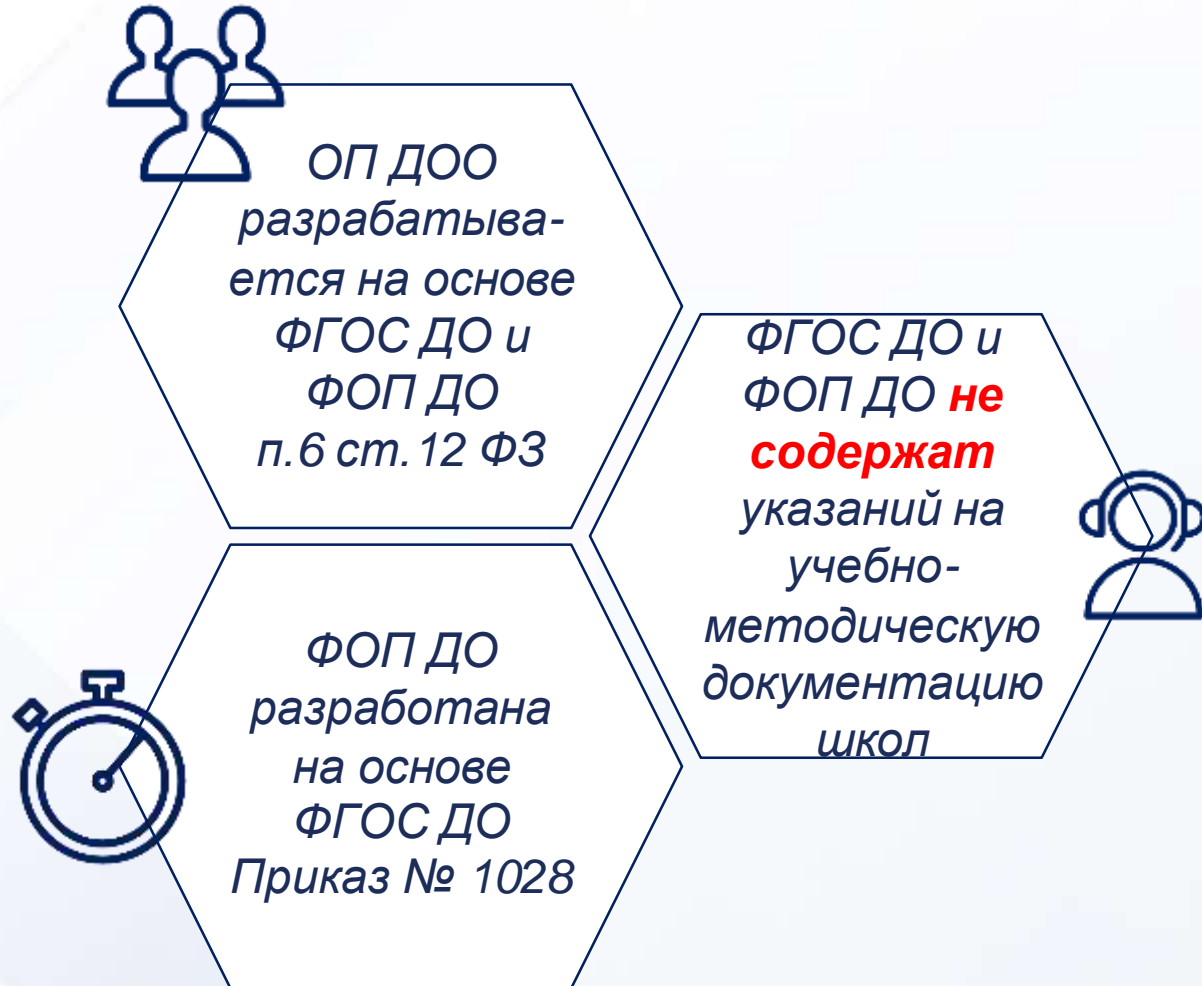 ОП ДОО
разрабатыва-
ется на основе
ФГОС ДО и
ФОП ДО
п.6 ст.12 ФЗ
ФГОС ДО и
ФОП ДО не
содержат
указаний на
учебно-
методическую
документацию
школ
ФОП ДО
разработана
на основе
ФГОС ДО
Приказ № 1028